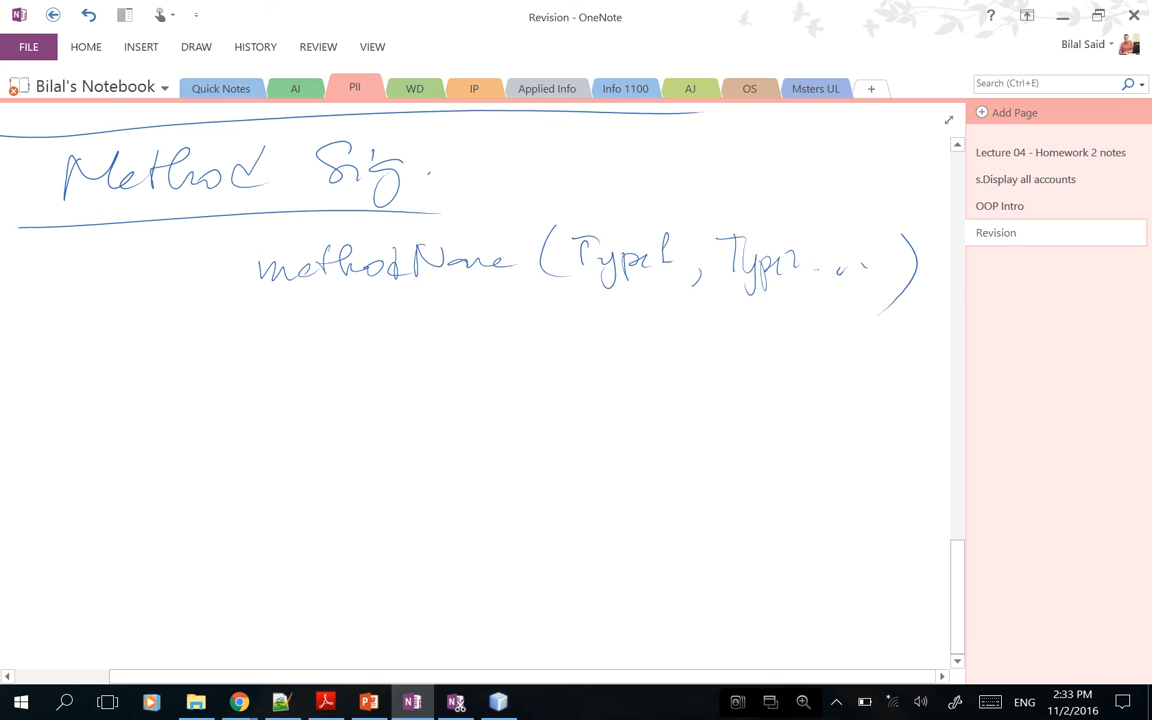 Revision - OneNote
FILE HOME INSERT DRAW HISTORY REVIEW VIEW
Bilal Said
Bilal's Notebook
Quick Notes AI PII WD IP Applied Info Info 1100 AJ OS Msters UL
Search (Ctrl+E)
Add Page
Lecture 04 - Homework 2 notes
s.Display all accounts
OOP Intro
Revision
Method Sig.
methodName (Type1, Type2 ....)
ENG
2:33 PM
11/2/2016